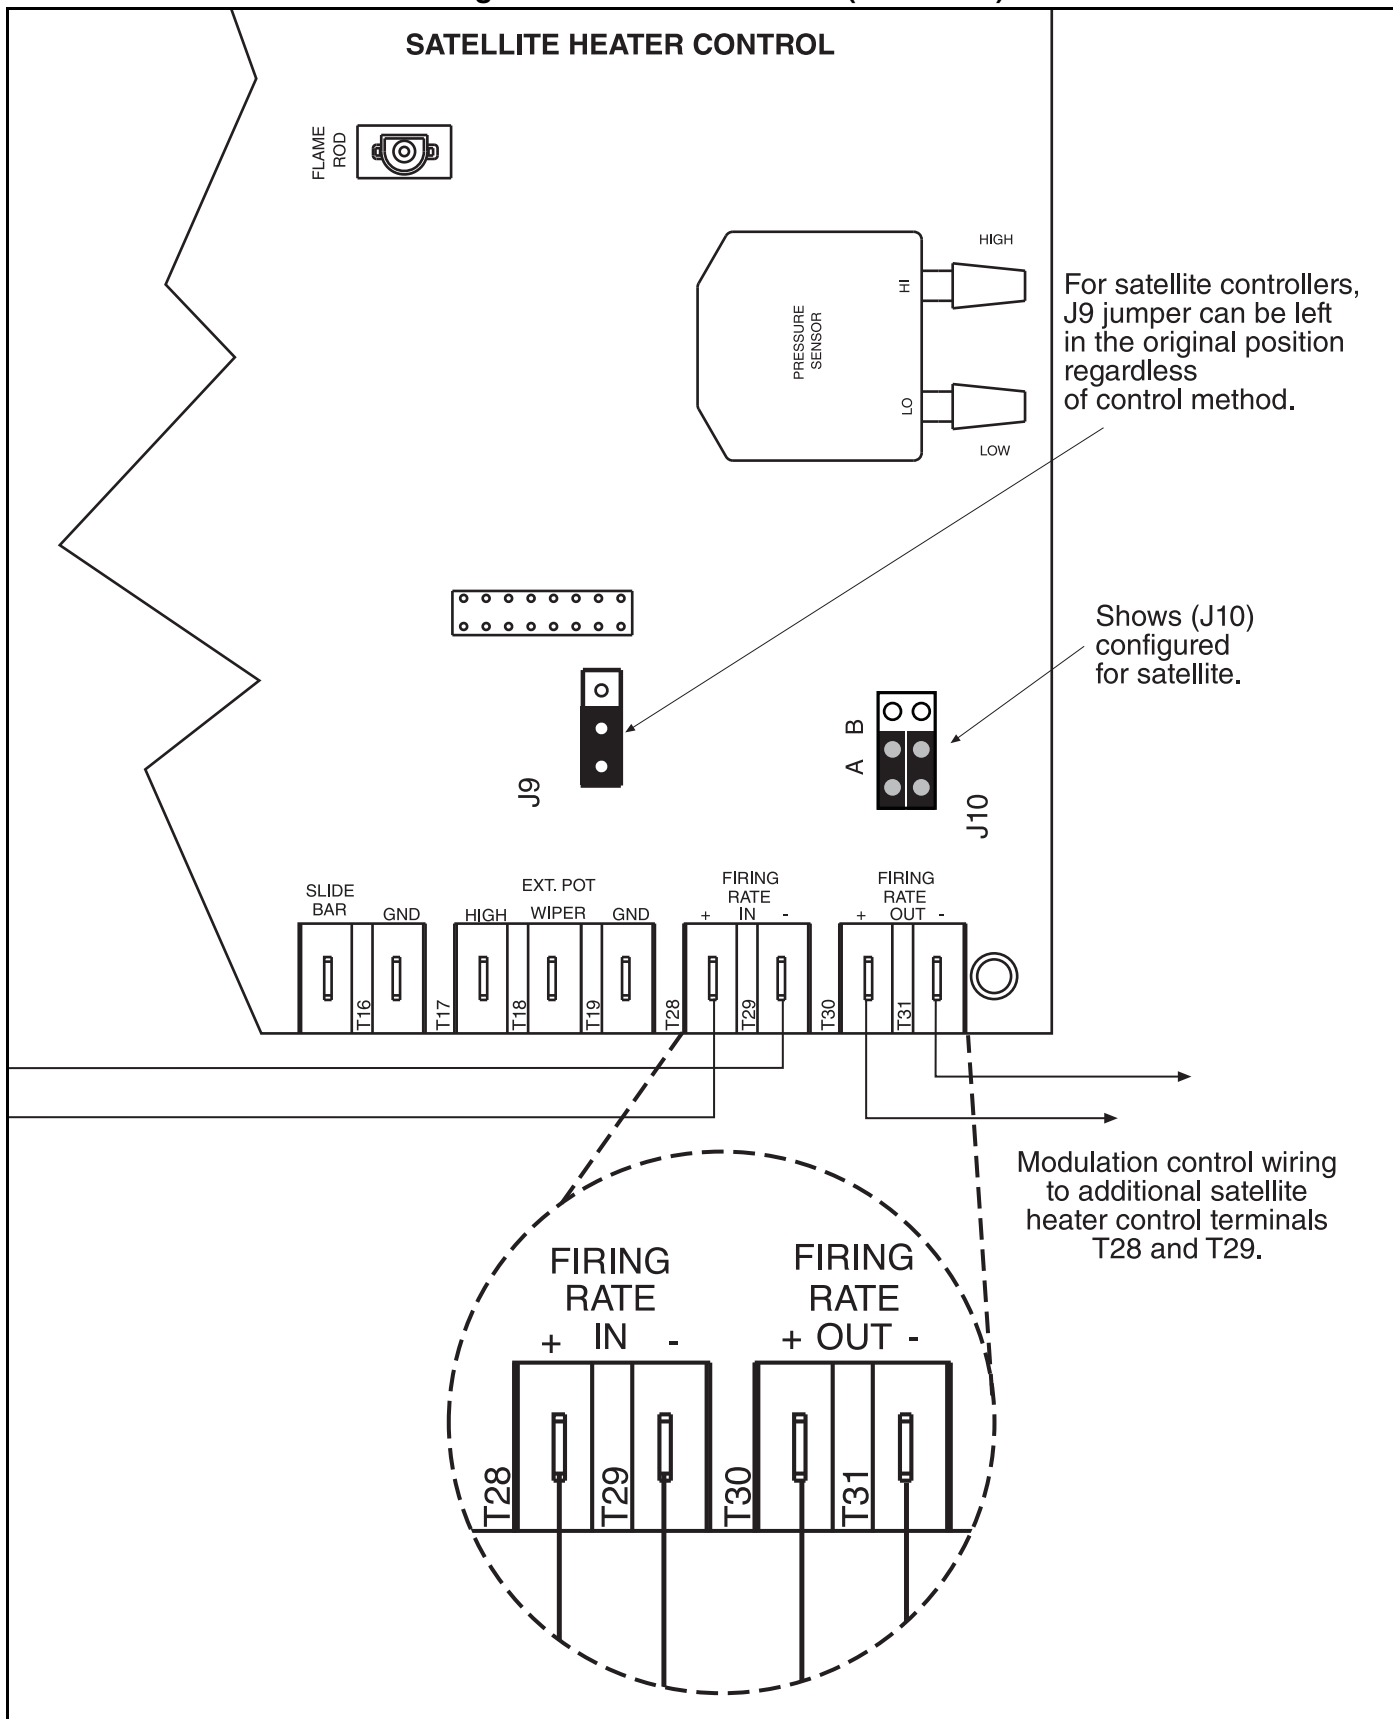 SATELLITE HEATER CONTROL
FLAME
ROD
HIGH
HI
PRESSURE
SENSOR
LO
LOW
For satellite controllers,
J9 jumper can be left
in the original position
regardless
of control method.
Shows (J10)
configured
for satellite.
A B
J9
J10
SLIDE
BAR
GND
EXT. POT
HIGH
WIPER
GND
FIRING
RATE
+ IN -
FIRING
RATE
+ OUT -
T16
T17
T18
T19
T28
T29
T30
T31
Modulation control wiring
to additional satellite
heater control terminals
T28 and T29.
FIRING
RATE
+ IN -
FIRING
RATE
+ OUT -
T28
T29
T30
T31